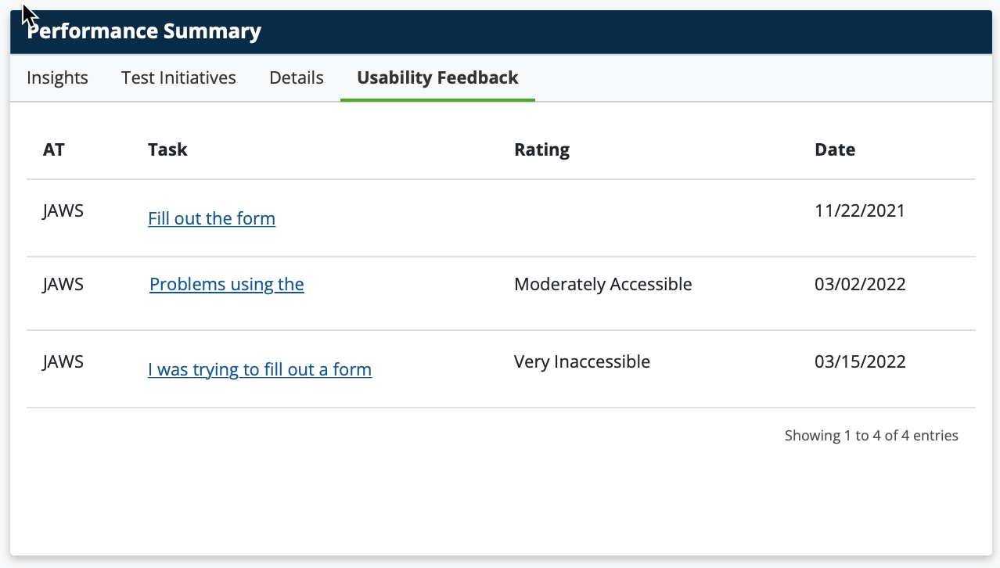 Performance Summary
Insights Test Initiatives Details Usability Feedback
AT Task Rating Date
JAWS Fill out the form 11/22/2021
JAWS Problems using the Moderately Accessible 03/02/2022
JAWS I was trying to fill out a form Very Inaccessible 03/15/2022
Showing 1 to 4 of 4 entries